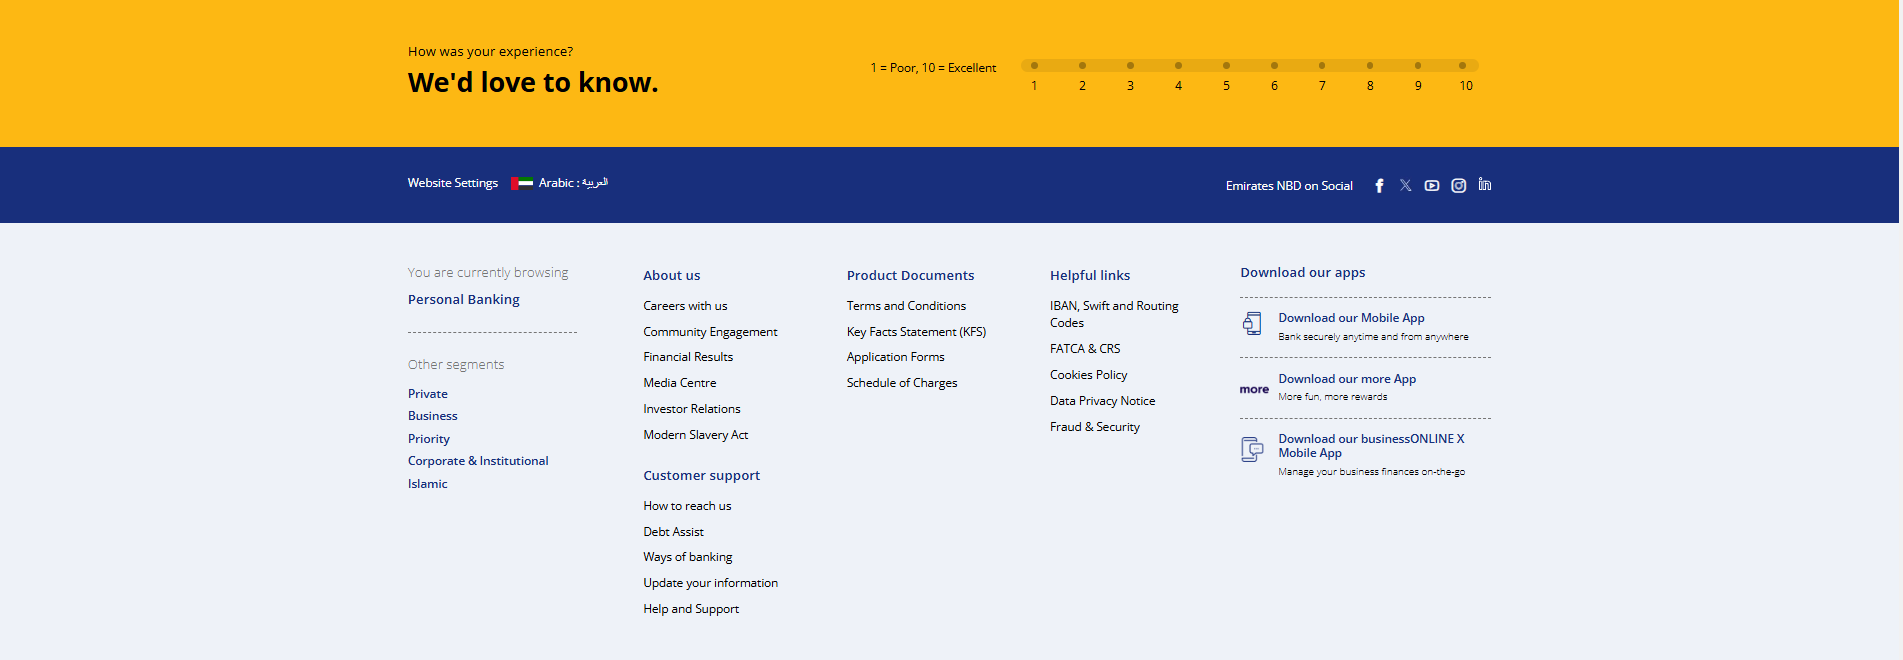 How was your experience?
We'd love to know.
1 = Poor, 10 = Excellent
1 2 3 4 5 6 7 8 9 10
Website Settings
Arabic : العربية
Emirates NBD on Social
You are currently browsing
Personal Banking
Other segments
Private
Business
Priority
Corporate & Institutional
Islamic
About us
Careers with us
Community Engagement
Financial Results
Media Centre
Investor Relations
Modern Slavery Act
Customer support
How to reach us
Debt Assist
Ways of banking
Update your information
Help and Support
Product Documents
Terms and Conditions
Key Facts Statement (KFS)
Application Forms
Schedule of Charges
Helpful links
IBAN, Swift and Routing
Codes
FATCA & CRS
Cookies Policy
Data Privacy Notice
Fraud & Security
Download our apps
Download our Mobile App
Bank securely anytime and from anywhere
more
Download our more App
More fun, more rewards
Download our businessONLINE X
Mobile App
Manage your business finances on-the-go